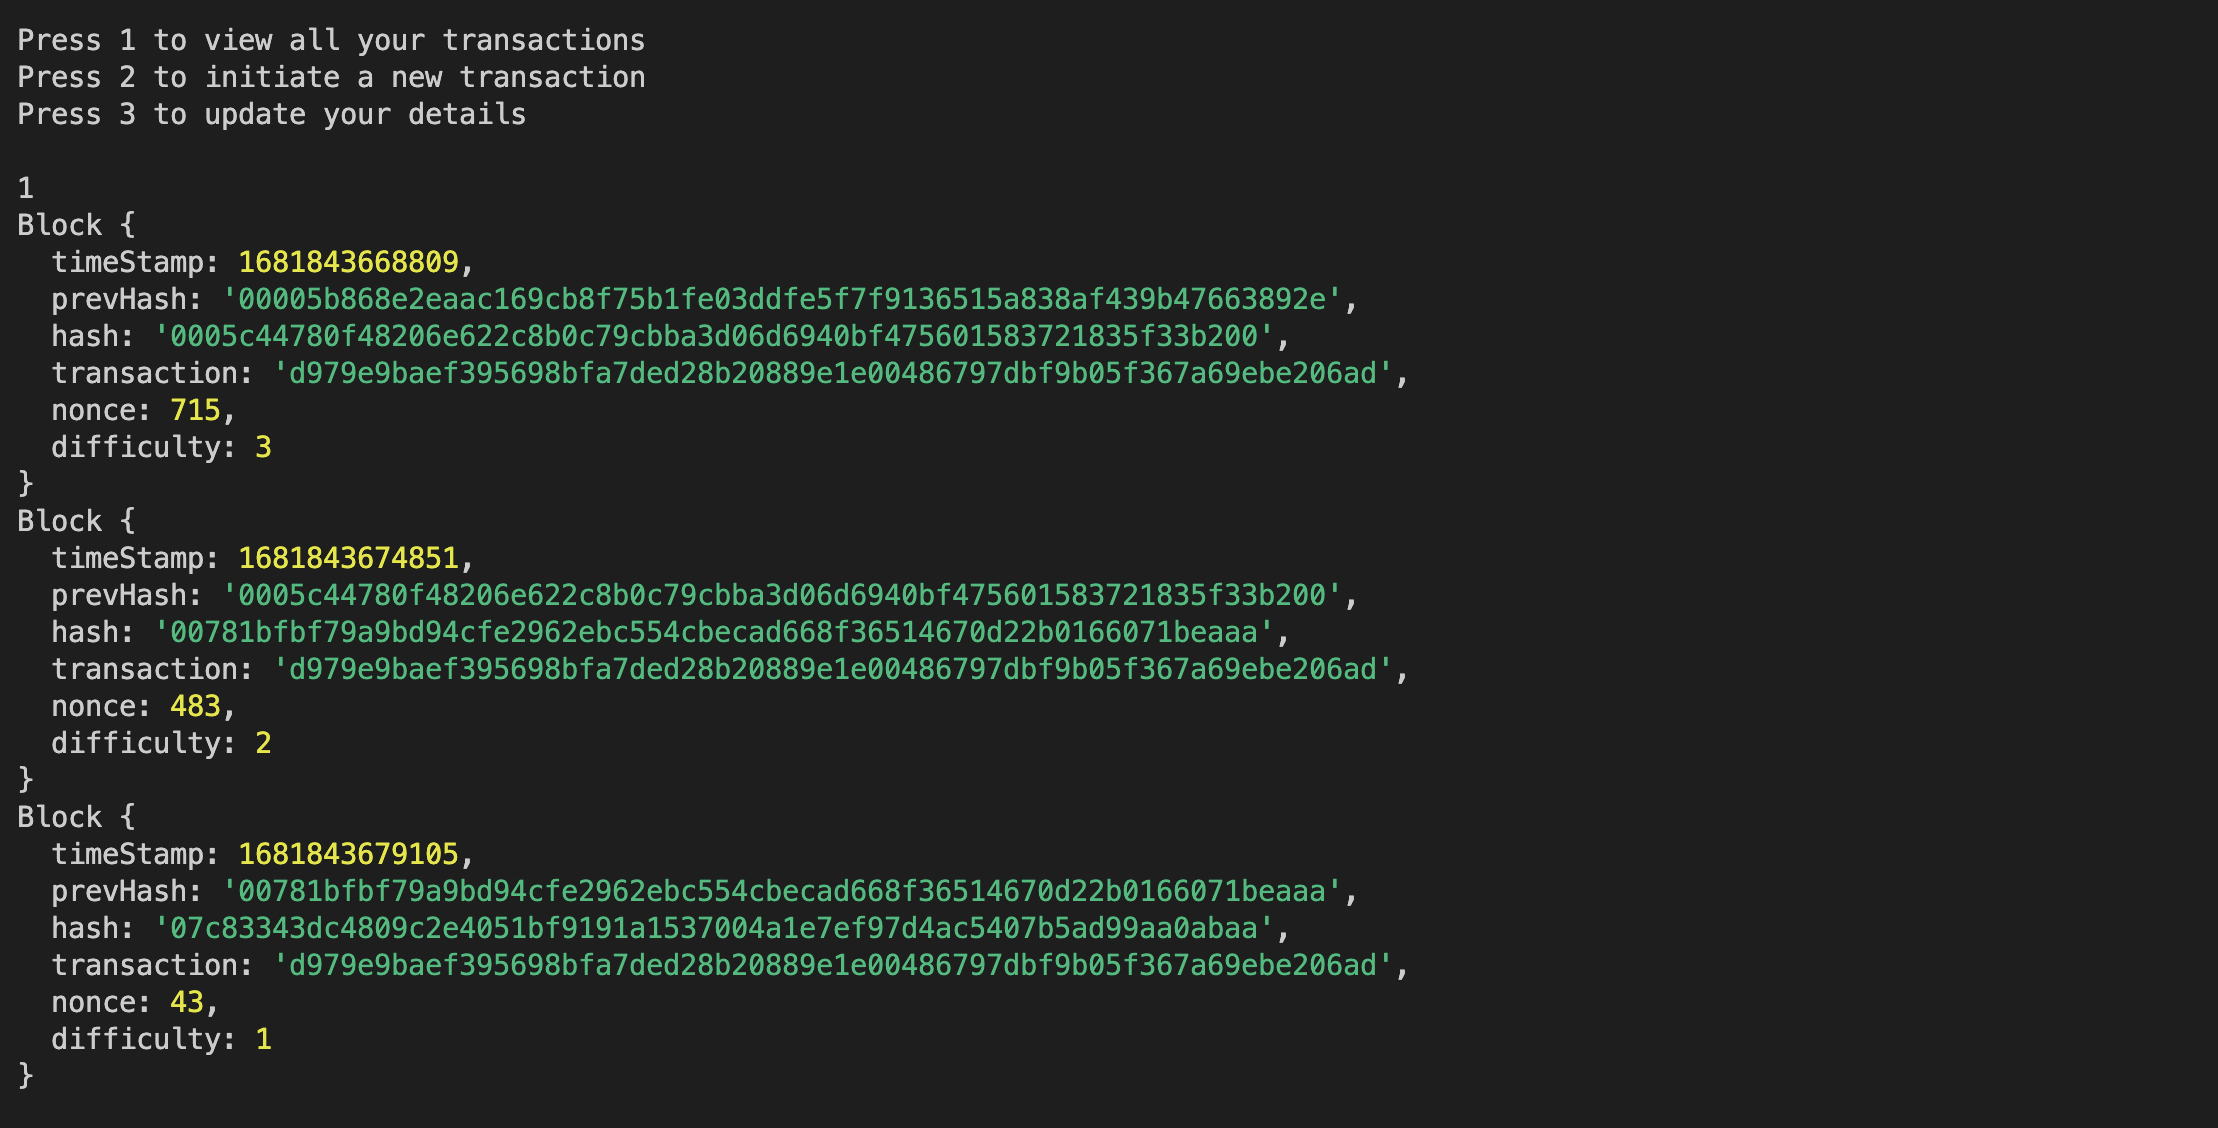 Press 1 to view all your transactions
Press 2 to initiate a new transaction
Press 3 to update your details
1
Block {
  timeStamp: 1681843668809,
  prevHash: '00005b868e2eaac169cb8f75b1fe03ddfe5f7f9136515a838af439b47663892e',
  hash: '0005c44780f48206e622c8b0c79cbba3d06d6940bf475601583721835f33b200',
  transaction: 'd979e9baef395698bfa7ded28b20889e1e00486797dbf9b05f367a69ebe206ad',
  nonce: 715,
  difficulty: 3
}
Block {
  timeStamp: 1681843674851,
  prevHash: '0005c44780f48206e622c8b0c79cbba3d06d6940bf475601583721835f33b200',
  hash: '00781bfbf79a9bd94cfe2962ebc554cbecad668f36514670d22b0166071beaaa',
  transaction: 'd979e9baef395698bfa7ded28b20889e1e00486797dbf9b05f367a69ebe206ad',
  nonce: 483,
  difficulty: 2
}
Block {
  timeStamp: 1681843679105,
  prevHash: '00781bfbf79a9bd94cfe2962ebc554cbecad668f36514670d22b0166071beaaa',
  hash: '07c83343dc4809c2e4051bf9191a1537004a1e7ef97d4ac5407b5ad99aa0abaa',
  transaction: 'd979e9baef395698bfa7ded28b20889e1e00486797dbf9b05f367a69ebe206ad',
  nonce: 43,
  difficulty: 1
}